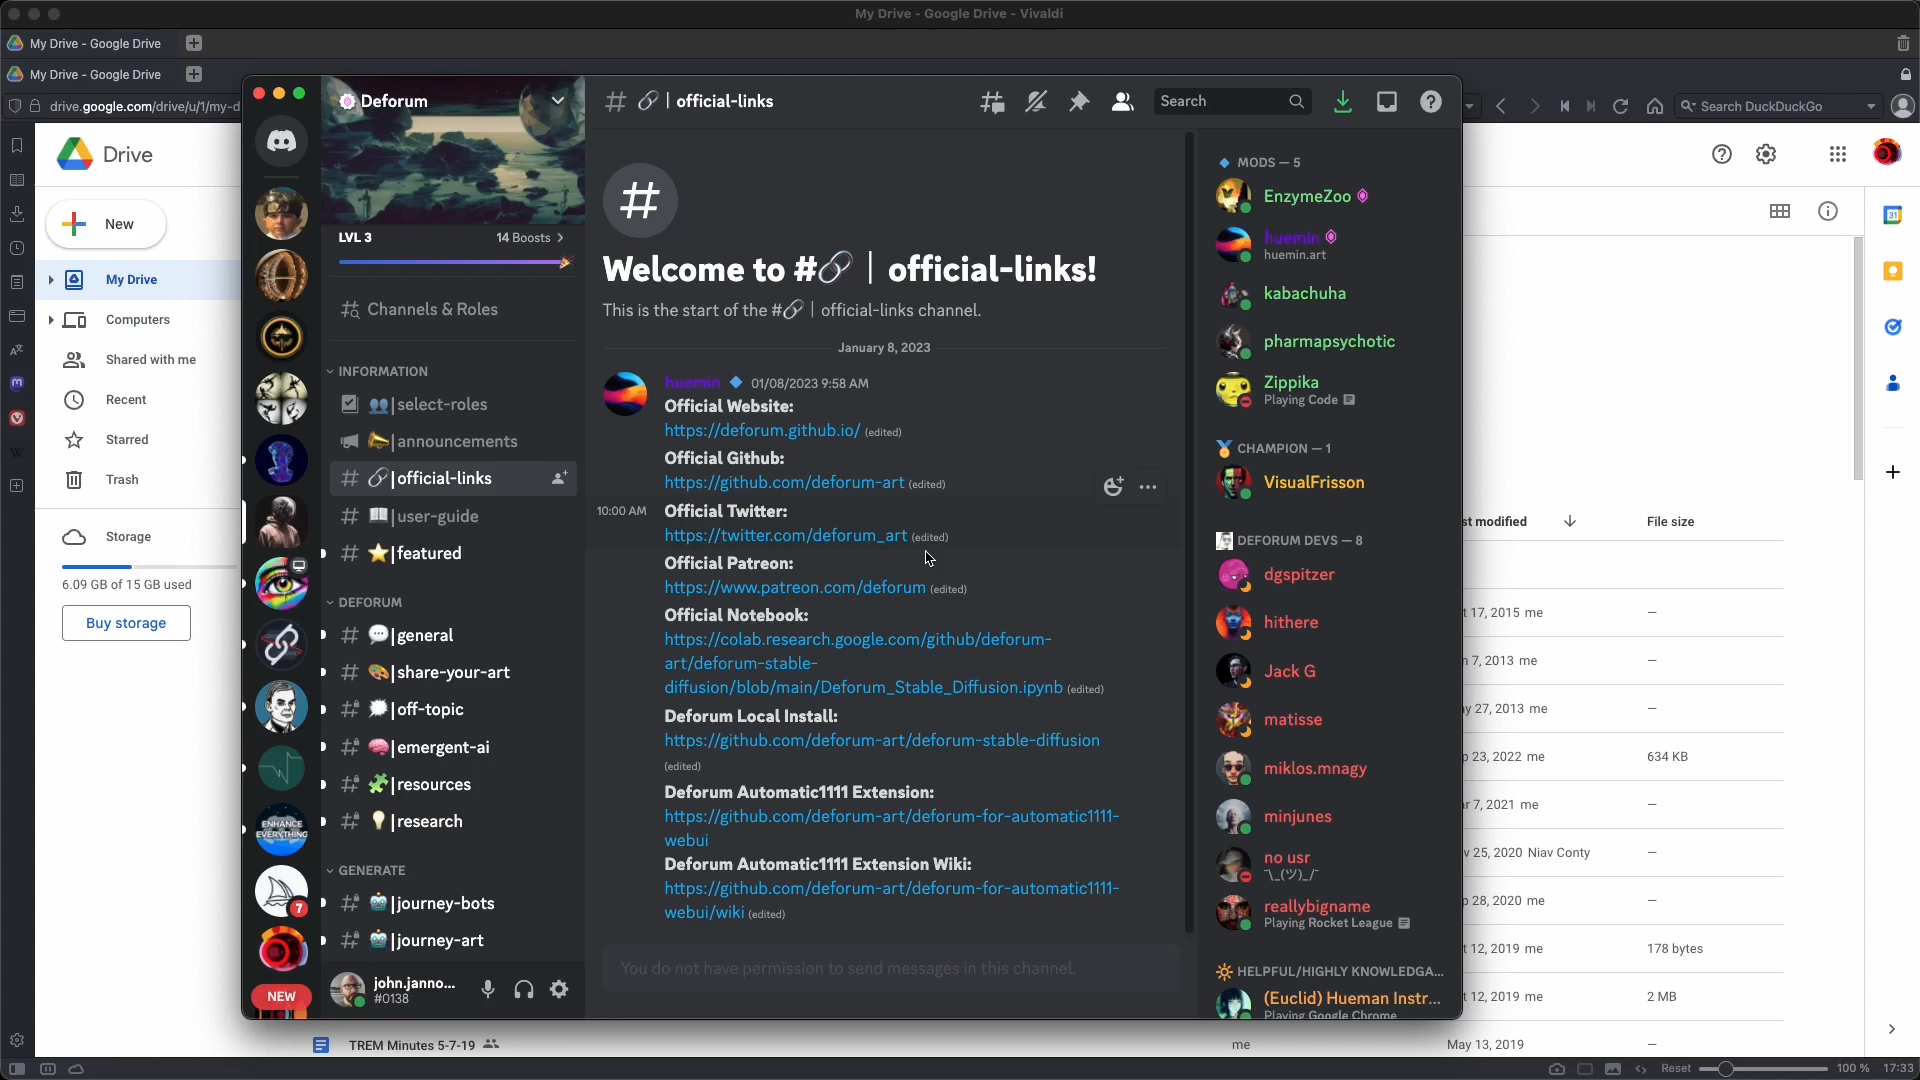 My Drive - Google Drive - Vivaldi
My Drive - Google Drive
My Drive - Google Drive
drive.google.com/drive/u/1/my-d
Search DuckDuckGo
Drive
New
My Drive
Computers
Shared with me
Recent
Starred
Trash
Storage
6.09 GB of 15 GB used
Buy storage
Deforum
LVL 3
14 Boosts
Channels & Roles
INFORMATION
select-roles
announcements
official-links
user-guide
featured
DEFORUM
general
share-your-art
off-topic
emergent-ai
resources
research
GENERATE
journey-bots
journey-art
ENHANCE
EVERYTHING
7
NEW
john.janno...
#0138
# | official-links
Search
Welcome to # | official-links!
This is the start of the # | official-links channel.
January 8, 2023
huemin 01/08/2023 9:58 AM
Official Website:
https://deforum.github.io/ (edited)
Official Github:
https://github.com/deforum-art (edited)
10:00 AM Official Twitter:
https://twitter.com/deforum_art (edited)
Official Patreon:
https://www.patreon.com/deforum (edited)
Official Notebook:
https://colab.research.google.com/github/deforum-
art/deforum-stable-
diffusion/blob/main/Deforum_Stable_Diffusion.ipynb (edited)
Deforum Local Install:
https://github.com/deforum-art/deforum-stable-diffusion
(edited)
Deforum Automatic1111 Extension:
https://github.com/deforum-art/deforum-for-automatic1111-
webui
Deforum Automatic1111 Extension Wiki:
https://github.com/deforum-art/deforum-for-automatic1111-
webui/wiki (edited)
You do not have permission to send messages in this channel.
MODS — 5
EnzymeZoo
huemin
huemin.art
kabachuha
pharmapsychotic
Zippika
Playing Code
CHAMPION — 1
VisualFrisson
DEFORUM DEVS — 8
dgspitzer
hithere
Jack G
matisse
miklos.mnagy
minjunes
no usr
¯\_(ツ)_/¯
reallybigname
Playing Rocket League
HELPFUL/HIGHLY KNOWLEDGA...
(Euclid) Hueman Instr...
Playing Google Chrome
st modified
File size
t 17, 2015 me
—
n 7, 2013 me
—
ay 27, 2013 me
—
p 23, 2022 me
634 KB
ar 7, 2021 me
—
v 25, 2020 Niav Conty
—
p 28, 2020 me
—
t 12, 2019 me
178 bytes
t 12, 2019 me
2 MB
TREM Minutes 5-7-19
me
May 13, 2019
—
31
Reset
100 %
17:33